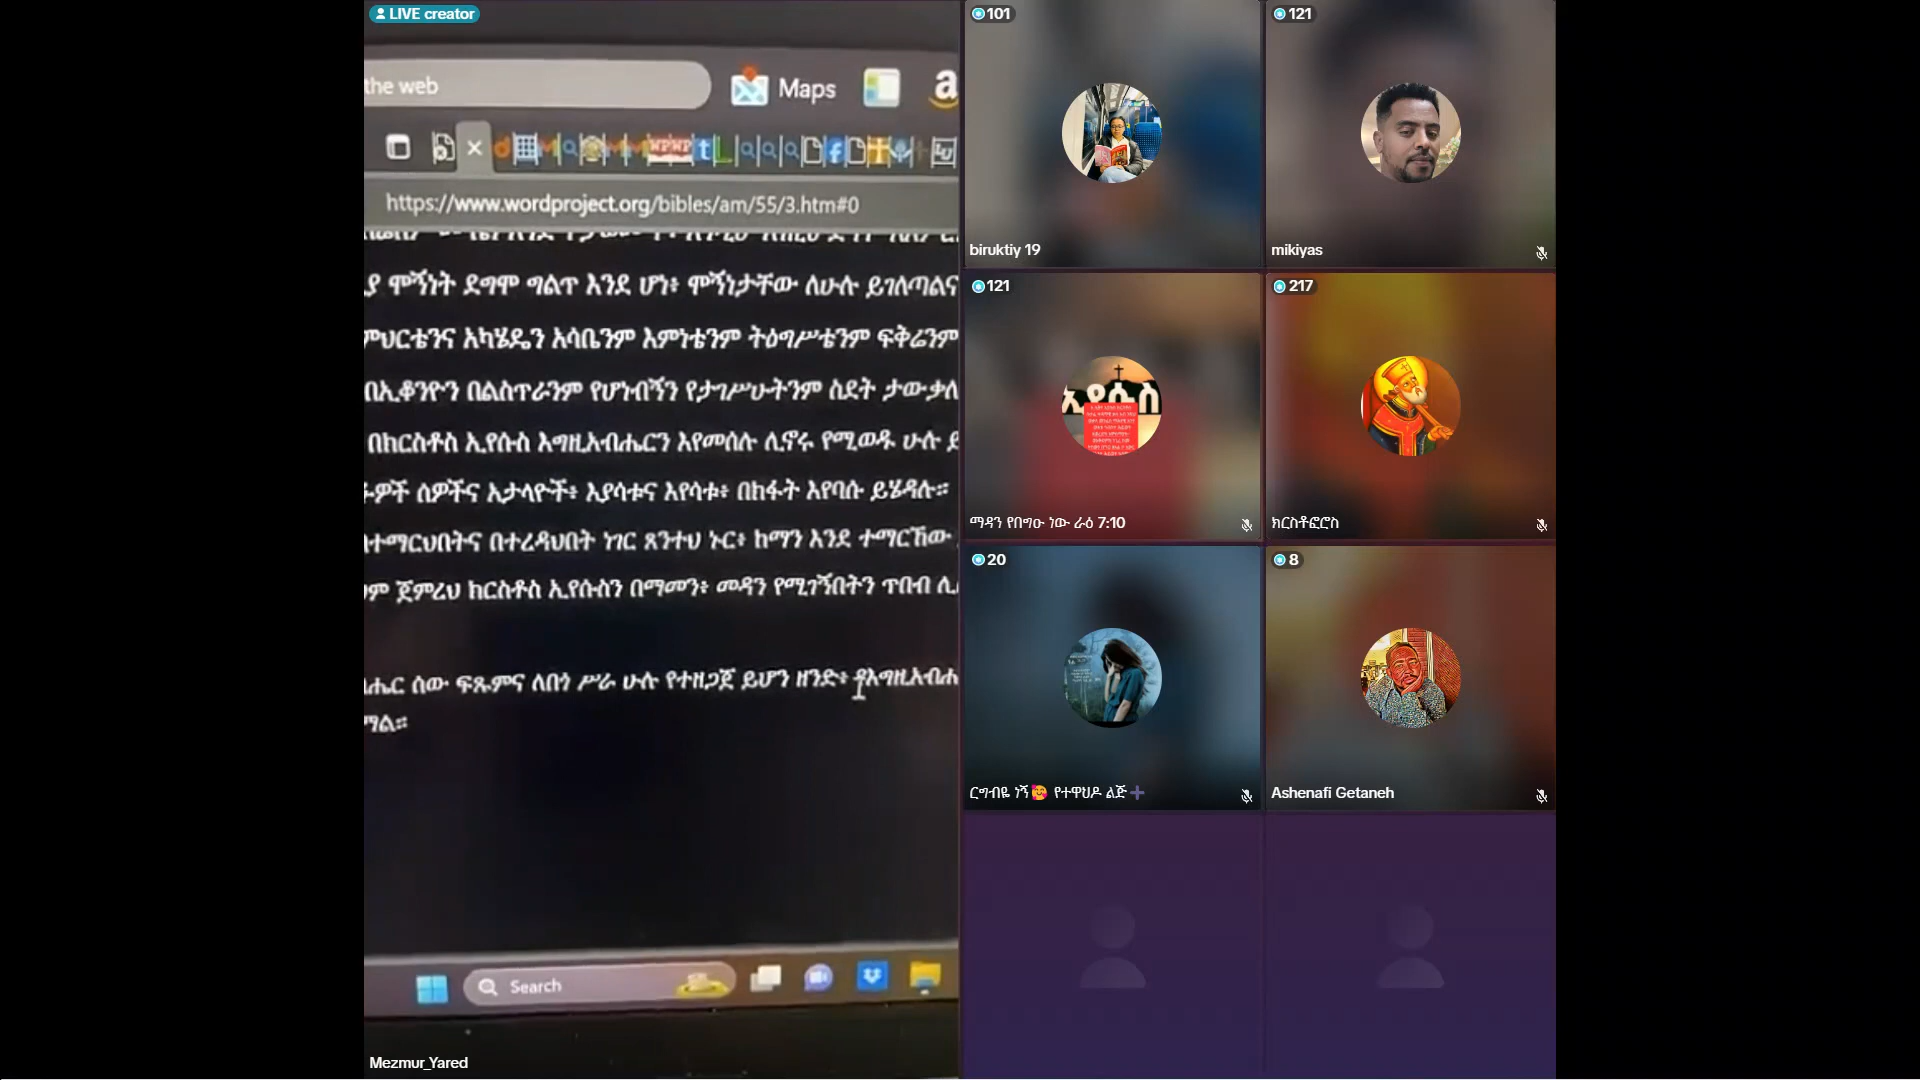 LIVE creator
the web
Maps
https://www.wordproject.org/bibles/am/55/3.htm#0
ሞኝነት ደግሞ ግልጥ እንደ ሆነ፥ ሞኝነታቸው ለሁሉ ይገለጣልና
ምህርቴንና አካሄዴን አሳቤንም እምነቴንም ትዕግሥቴንም ፍቅሬንም
በኢቆንዮን በልስጥራንም የሆነብኝን የታገሥሁትንም ስደት ታውቃለ
በክርስቶስ ኢየሱስ እግዚአብሔርን እየመሰሉ ሊኖሩ የሚወዱ ሁሉ
ሰዎችና አታላዮች፥ እያሳቱና እየሳቱ፥ በክፋት እየባሱ ይሄዳሉ።
ተማርህበትና በተረዳህበት ነገር ጸንተህ ኑር፥ ከማን እንደ ተማርኸው
ም ጀምረህ ክርስቶስ ኢየሱስን በማመን፥ መዳን የሚገኝበትን ጥበብ
ሔር ሰው ፍጹምና ለበጎ ሥራ ሁሉ የተዘጋጀ ይሆን ዘንድ፥
ማል።
Search
Mezmur_Yared
101
biruktiy 19
121
mikiyas
121
ኢየሱስ
ማዳን የበግዑ ነው ራዕ 7:10
217
ክርስቶፎሮስ
20
ርግብዬ ነኝ🥰 የተዋህዶ ልጅ➕
8
Ashenafi Getaneh